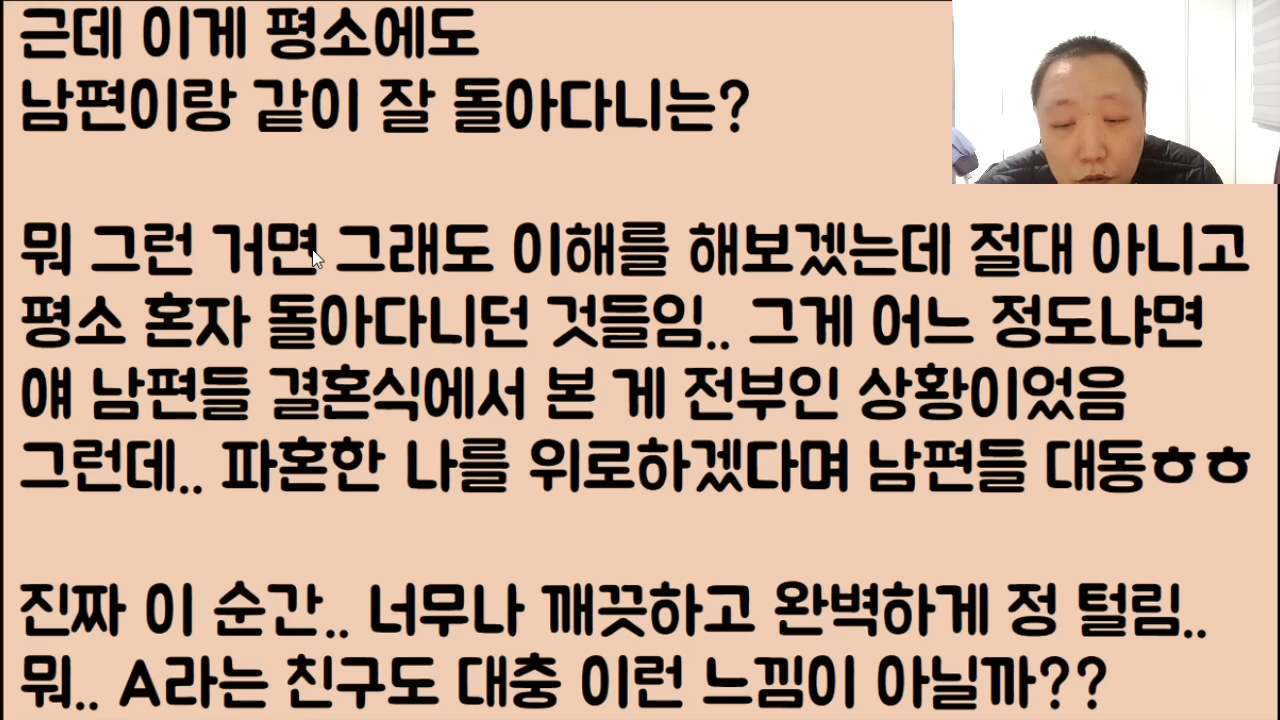 근데 이게 평소에도
남편이랑 같이 잘 돌아다니는?
뭐 그런 거면 그래도 이해를 해보겠는데 절대 아니고
평소 혼자 돌아다니던 것들임.. 그게 어느 정도냐면
얘 남편들 결혼식에서 본 게 전부인 상황이었음
그런데.. 파혼한 나를 위로하겠다며 남편들 대동ㅎㅎ
진짜 이 순간.. 너무나 깨끗하고 완벽하게 정 털림..
뭐.. A라는 친구도 대충 이런 느낌이 아닐까??